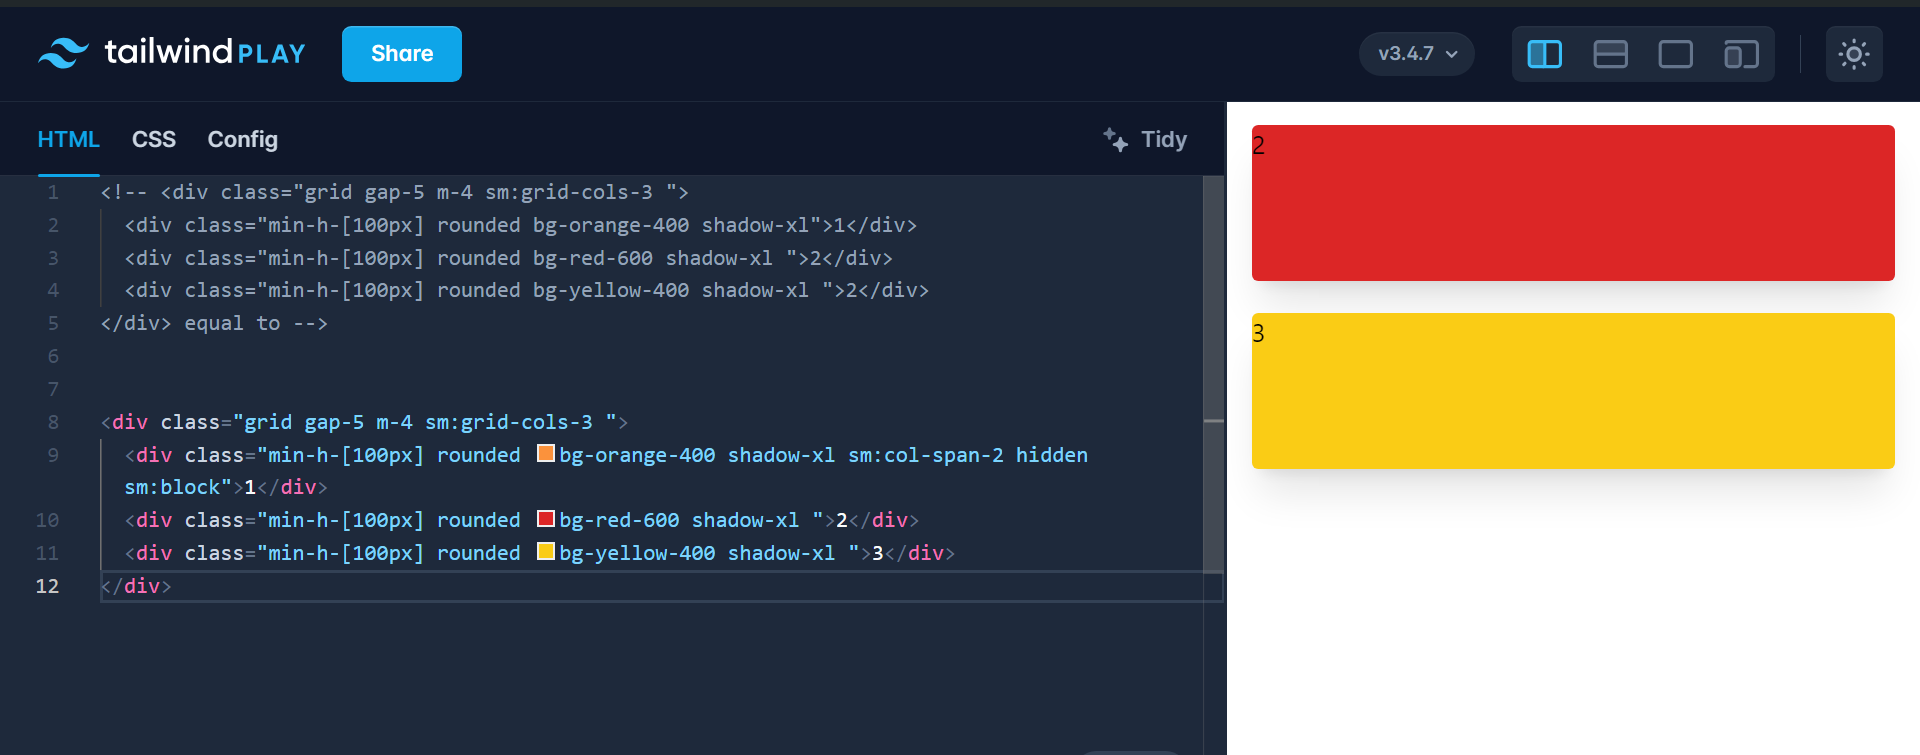 tailwind PLAY
Share
v3.4.7
HTML
CSS
Config
Tidy
1 <!-- <div class="grid gap-5 m-4 sm:grid-cols-3 ">
2 <div class="min-h-[100px] rounded bg-orange-400 shadow-xl">1</div>
3 <div class="min-h-[100px] rounded bg-red-600 shadow-xl ">2</div>
4 <div class="min-h-[100px] rounded bg-yellow-400 shadow-xl ">2</div>
5 </div> equal to -->
6
7
8 <div class="grid gap-5 m-4 sm:grid-cols-3 ">
9 <div class="min-h-[100px] rounded bg-orange-400 shadow-xl sm:col-span-2 hidden
sm:block">1</div>
10 <div class="min-h-[100px] rounded bg-red-600 shadow-xl ">2</div>
11 <div class="min-h-[100px] rounded bg-yellow-400 shadow-xl ">3</div>
12 </div>
2
3